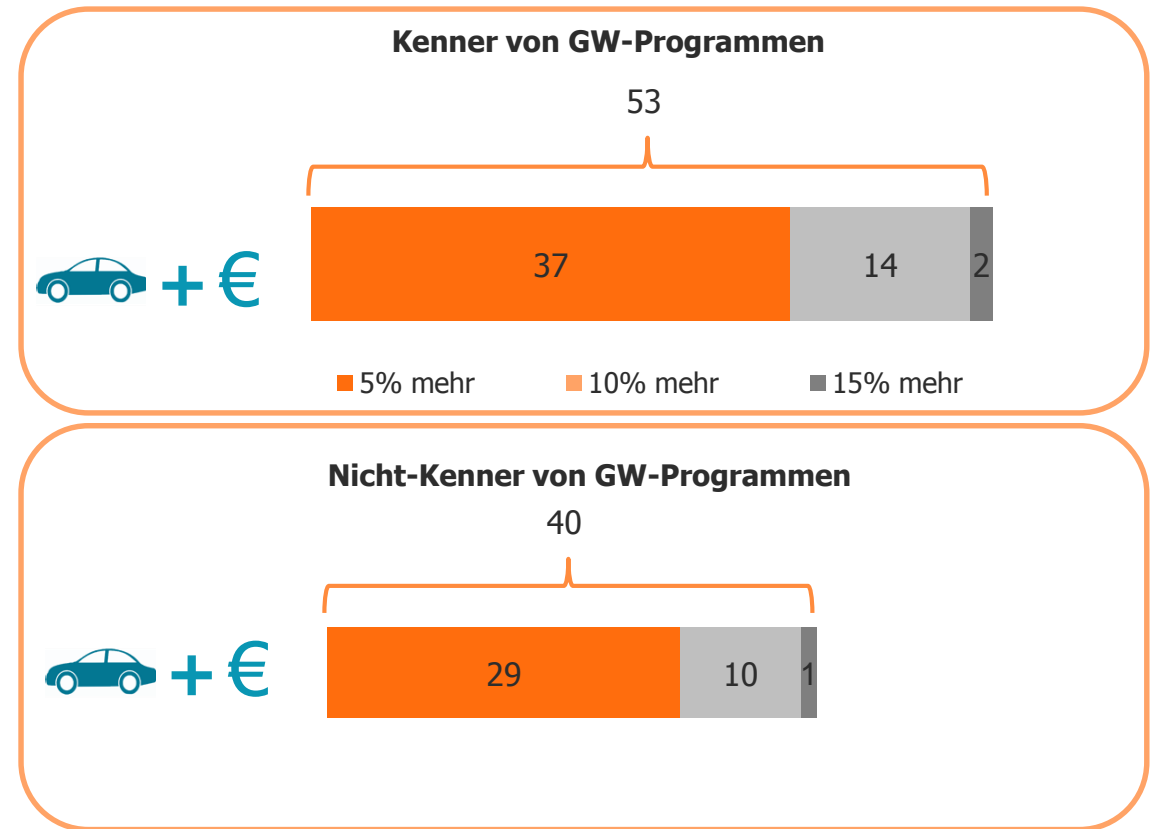 Kenner von GW-Programmen
53
+ €
37 14 2
5% mehr 10% mehr 15% mehr
Nicht-Kenner von GW-Programmen
40
+ €
29 10 1